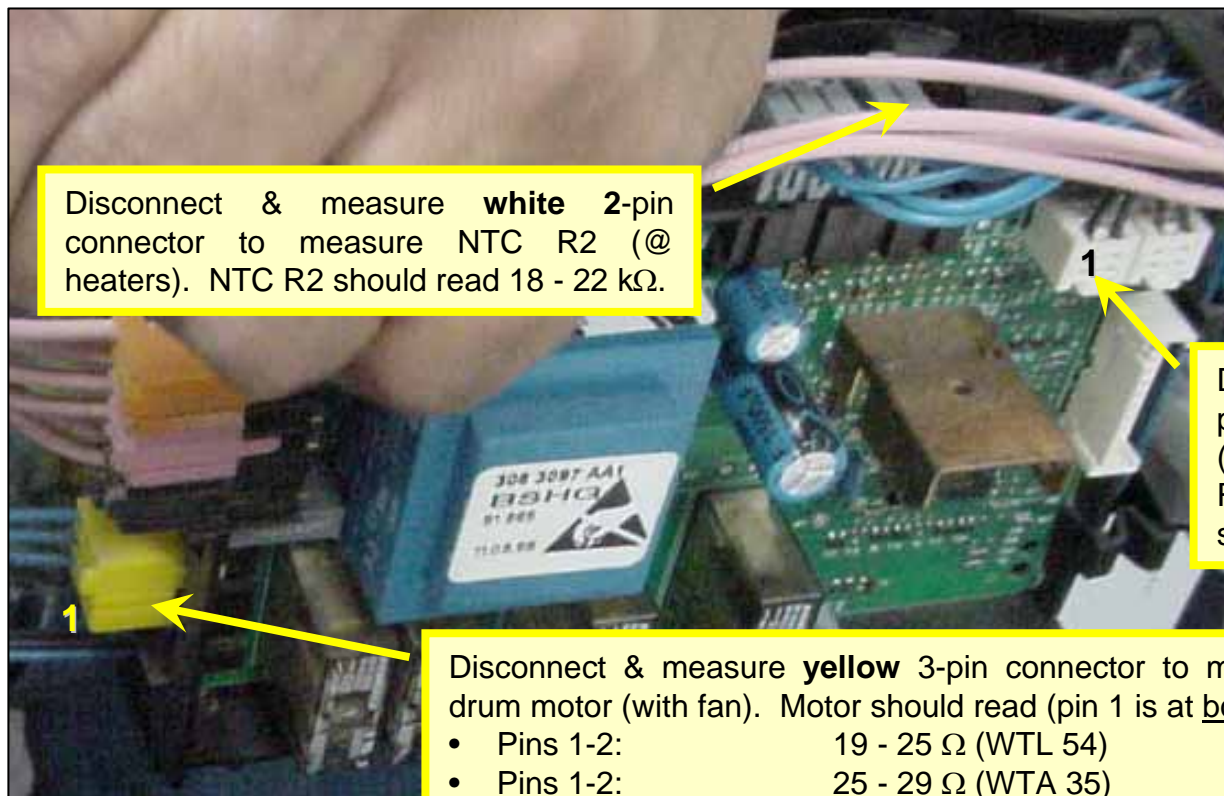 Disconnect & measure white 2-pin
connector to measure NTC R2 (@
heaters). NTC R2 should read 18 - 22 kΩ.
1
308 3097 AA1
BSHG
1
Disconnect & measure yellow 3-pin connector to
drum motor (with fan). Motor should read (pin 1 is at
• Pins 1-2: 19 - 25 Ω (WTL 54)
• Pins 1-2: 25 - 29 Ω (WTA 35)